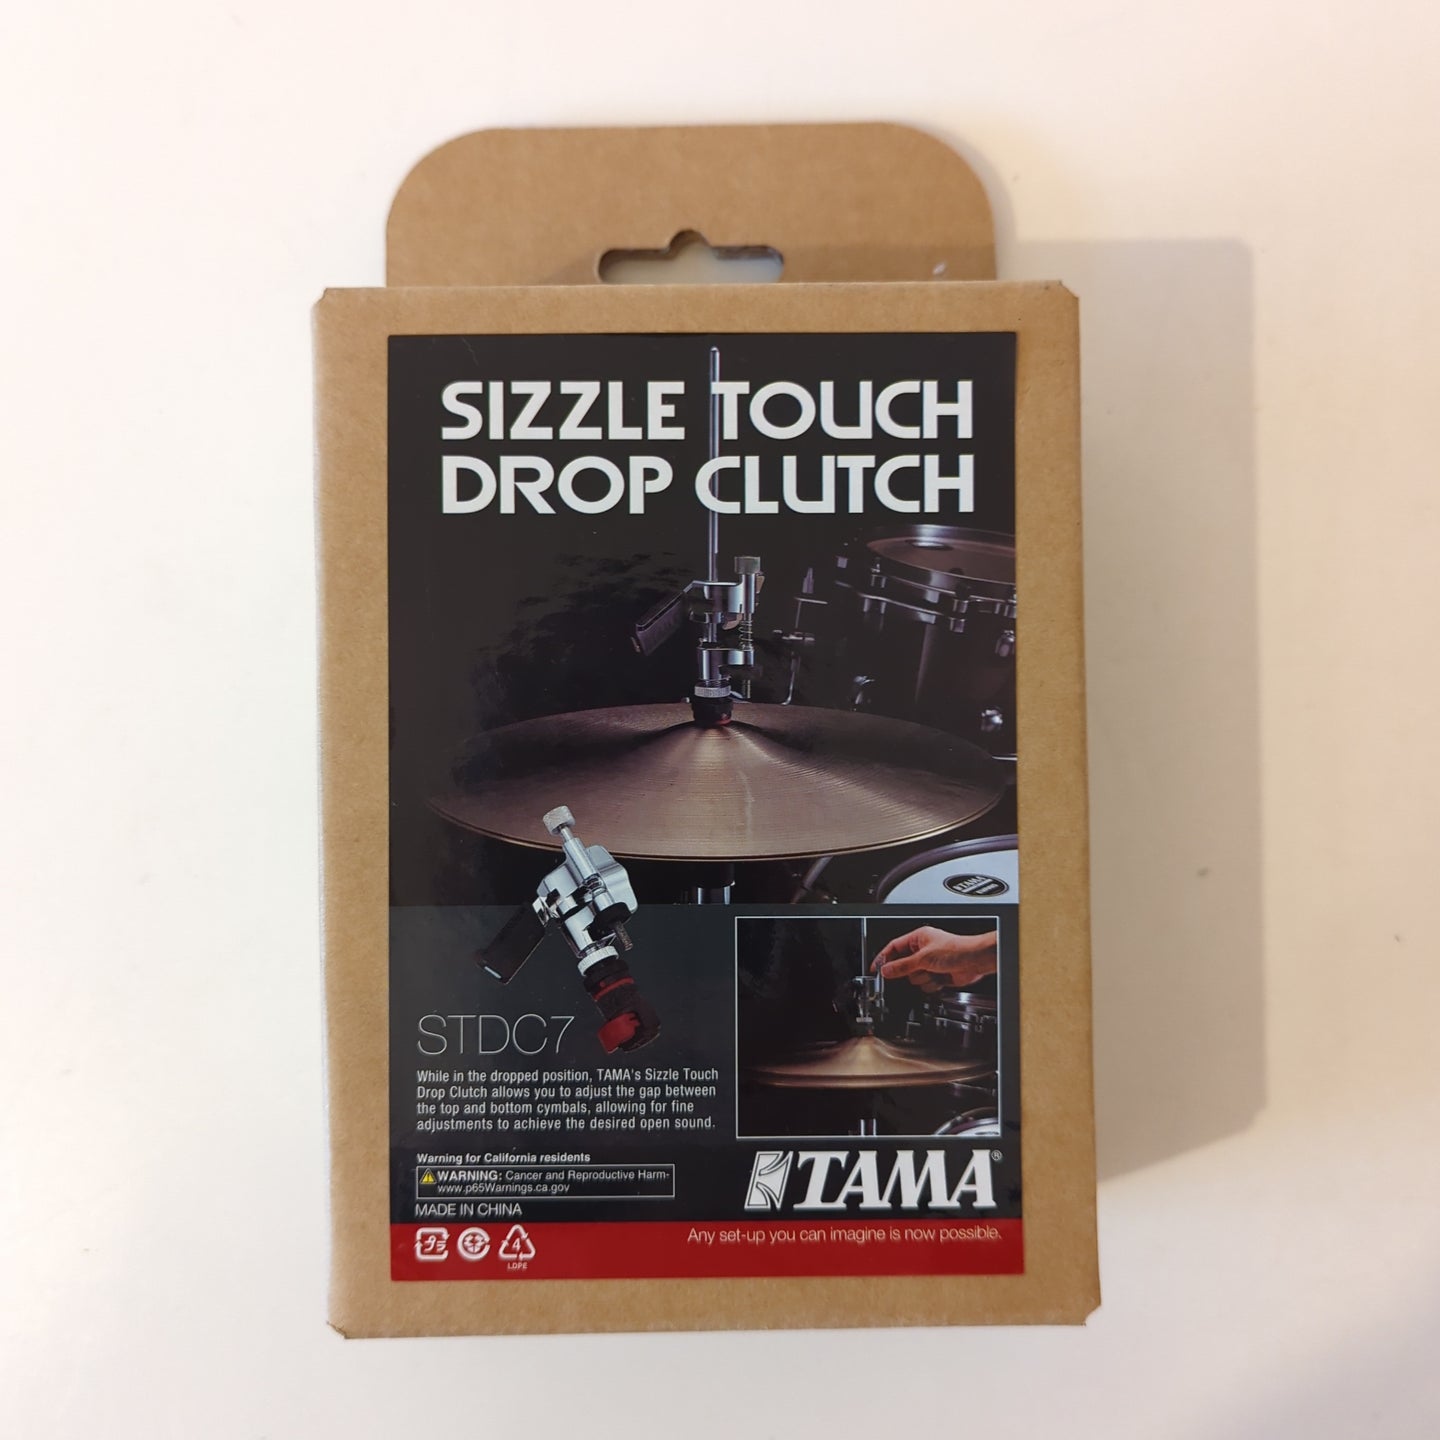 SIZZLE TOUCH
DROP CLUTCH
TAMA
STDC7
While in the dropped position, TAMA's Sizzle Touch
Drop Clutch allows you to adjust the gap between
the top and bottom cymbals, allowing for fine
adjustments to achieve the desired open sound.
Warning for California residents
WARNING: Cancer and Reproductive Harm-
www.p65Warnings.ca.gov
MADE IN CHINA
TAMA®
Any set-up you can imagine is now possible.
4
LDPE